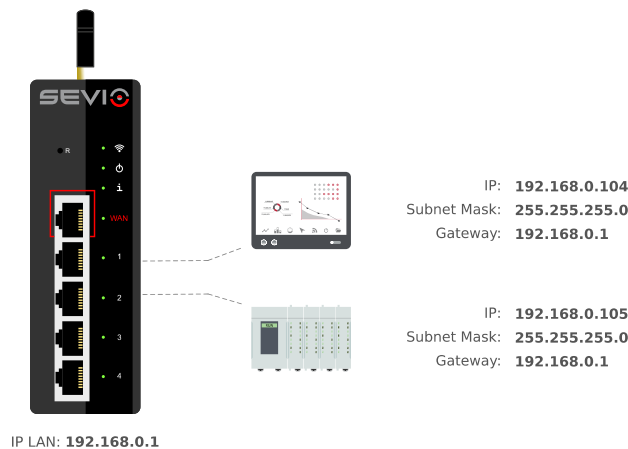 SEVIO
R
WAN
1
2
3
4
IP LAN: 192.168.0.1
IP: 192.168.0.104
Subnet Mask: 255.255.255.0
Gateway: 192.168.0.1
IP: 192.168.0.105
Subnet Mask: 255.255.255.0
Gateway: 192.168.0.1